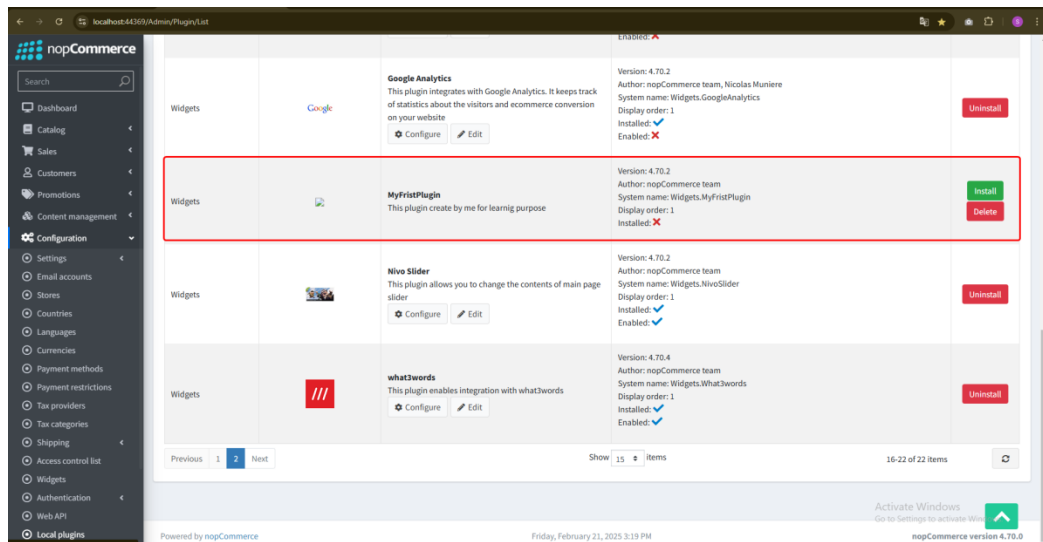 localhost:44369/Admin/Plugin/List
nopCommerce
Search
Dashboard
Catalog
Sales
Customers
Promotions
Content management
Configuration
Settings
Email accounts
Stores
Countries
Languages
Currencies
Payment methods
Payment restrictions
Tax providers
Tax categories
Shipping
Access control list
Widgets
Authentication
Web API
Local plugins
Enabled:
Widgets
Google
Google Analytics
This plugin integrates with Google Analytics. It keeps track
of statistics about the visitors and ecommerce conversion
on your website
Configure Edit
Version: 4.70.2
Author: nopCommerce team, Nicolas Muniere
System name: Widgets.GoogleAnalytics
Display order: 1
Installed:
Enabled:
Uninstall
Widgets
MyFristPlugin
This plugin create by me for learnig purpose
Version: 4.70.2
Author: nopCommerce team
System name: Widgets.MyFristPlugin
Display order: 1
Installed:
Install
Delete
Widgets
Nivo Slider
This plugin allows you to change the contents of main page
slider
Configure Edit
Version: 4.70.2
Author: nopCommerce team
System name: Widgets.NivoSlider
Display order: 1
Installed:
Enabled:
Uninstall
Widgets
what3words
This plugin enables integration with what3words
Configure Edit
Version: 4.70.4
Author: nopCommerce team
System name: Widgets.What3words
Display order: 1
Installed:
Enabled:
Uninstall
Previous 1 2 Next
Show 15 items
16-22 of 22 items
Activate Windows
Go to Settings to activate Win
Powered by nopCommerce
Friday, February 21, 2025 3:19 PM
nopCommerce version 4.70.0